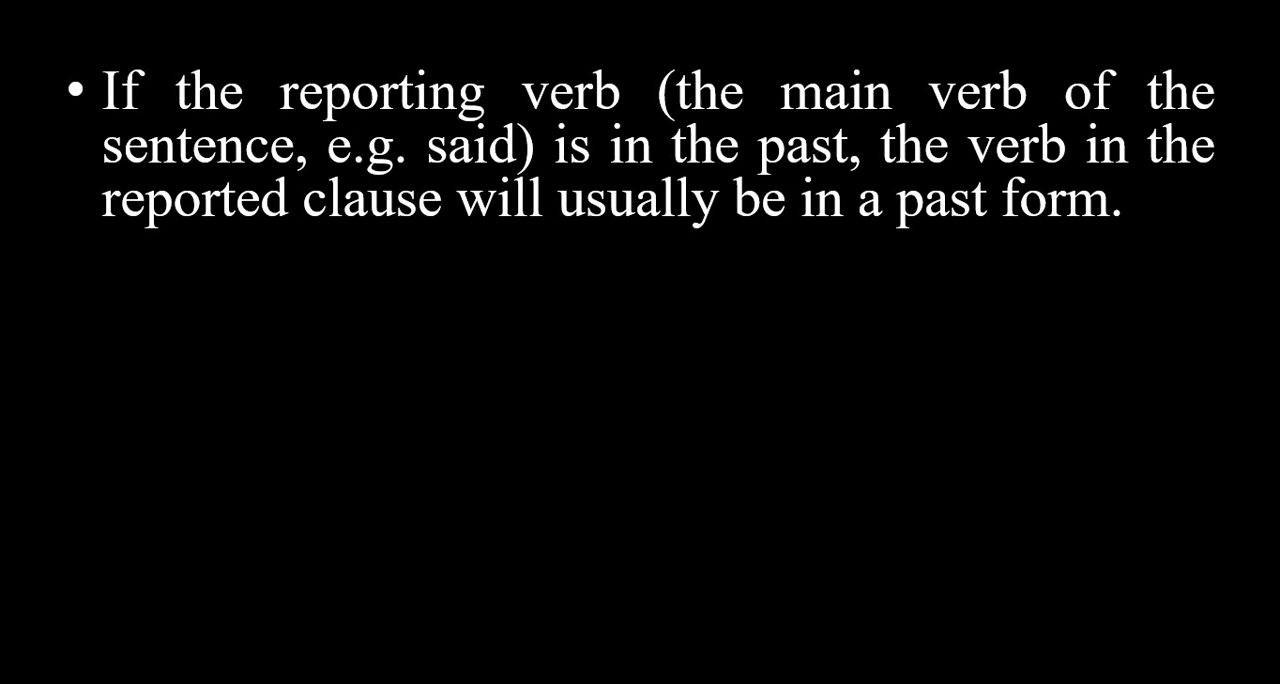 • If the reporting verb (the main verb of the
sentence, e.g. said) is in the past, the verb in the
reported clause will usually be in a past form.